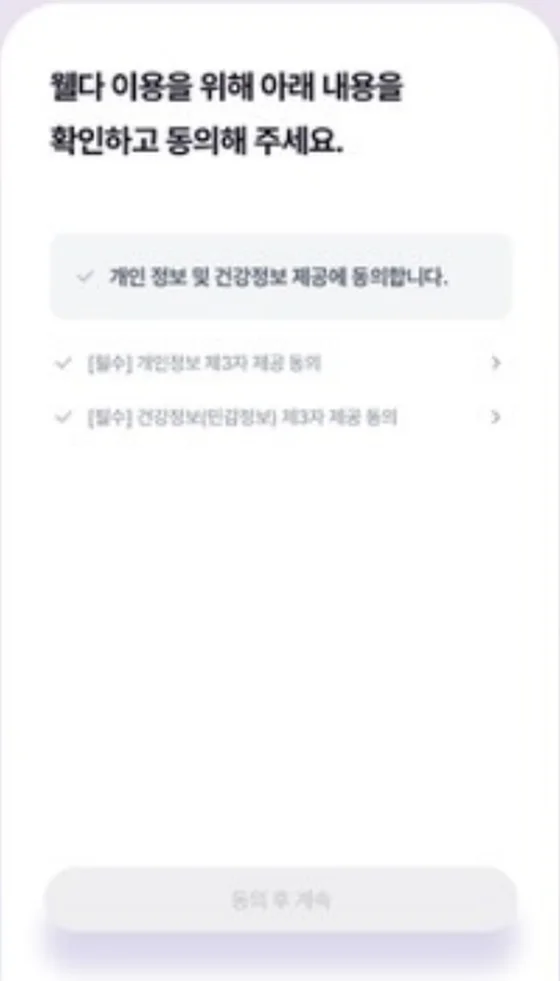 웰다 이용을 위해 아래 내용을
확인하고 동의해 주세요.
개인 정보 및 건강정보 제공에 동의합니다.
[필수] 개인정보 제3자 제공 동의
[필수] 건강정보(민감정보) 제3자 제공 동의
동의 후 계속